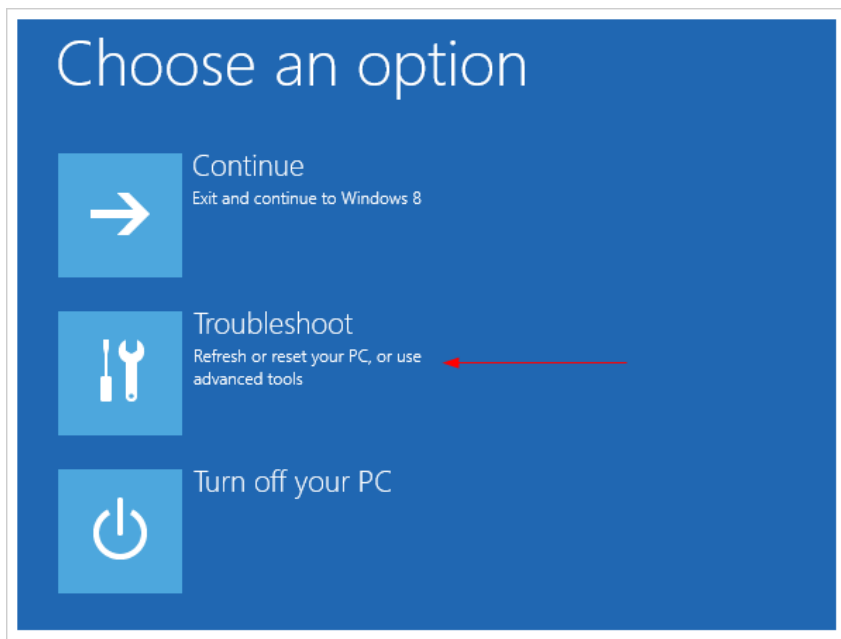 Choose an option
Continue
Exit and continue to Windows 8
Troubleshoot
Refresh or reset your PC, or use
advanced tools
Turn off your PC